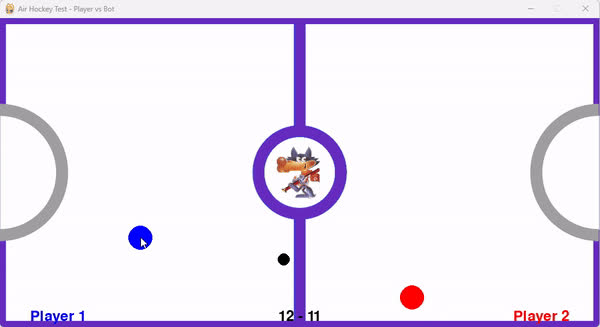 Air Hockey Test - Player vs Bot
Player 1
12 - 11
Player 2